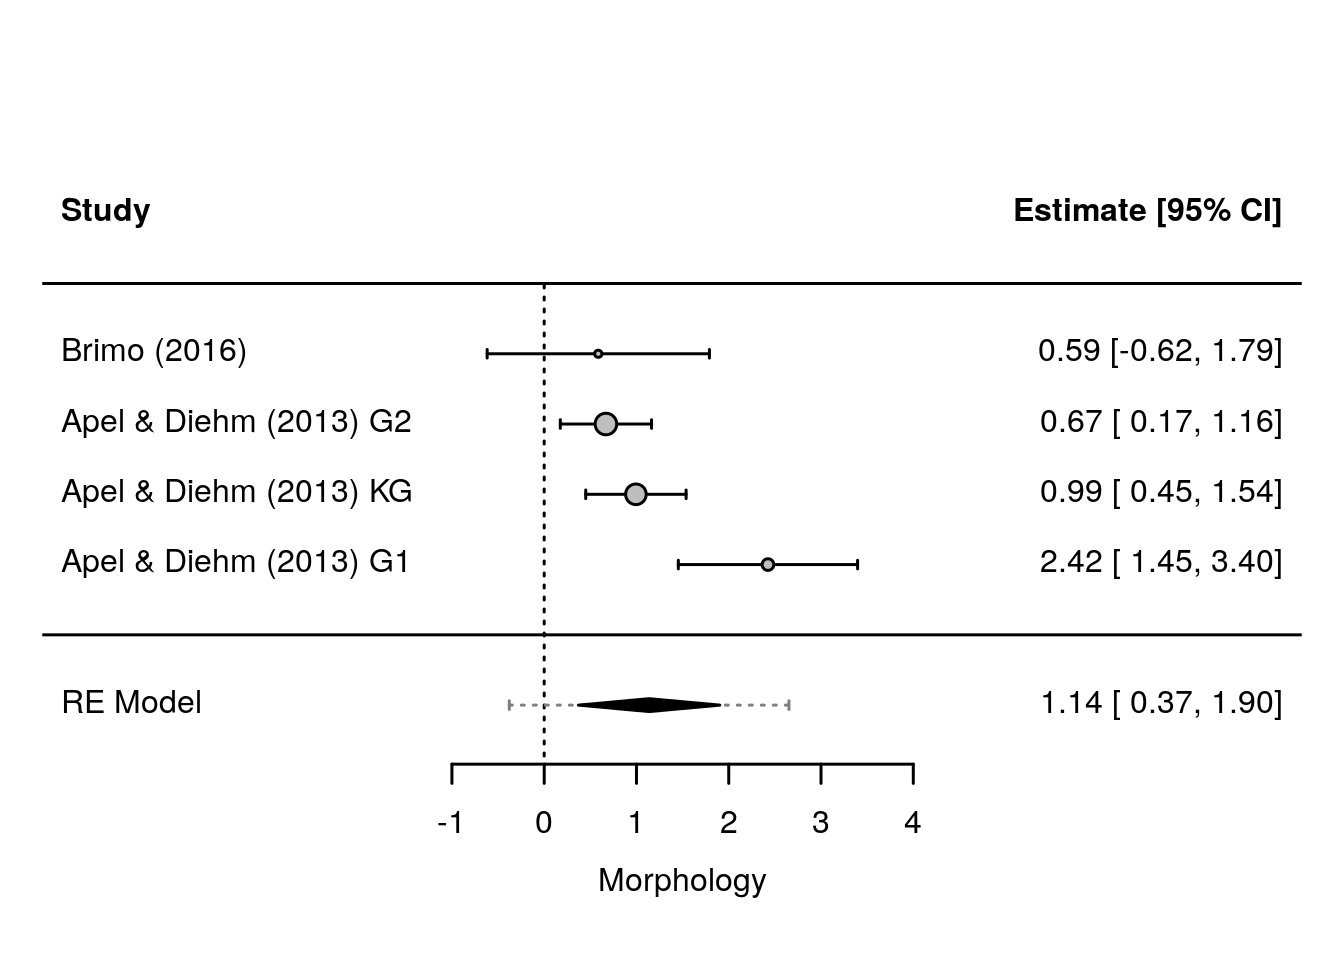 Study Estimate [95% CI]
Brimo (2016) 0.59 [-0.62, 1.79]
Apel & Diehm (2013) G2 0.67 [ 0.17, 1.16]
Apel & Diehm (2013) KG 0.99 [ 0.45, 1.54]
Apel & Diehm (2013) G1 2.42 [ 1.45, 3.40]
RE Model 1.14 [ 0.37, 1.90]
-1 0 1 2 3 4
Morphology